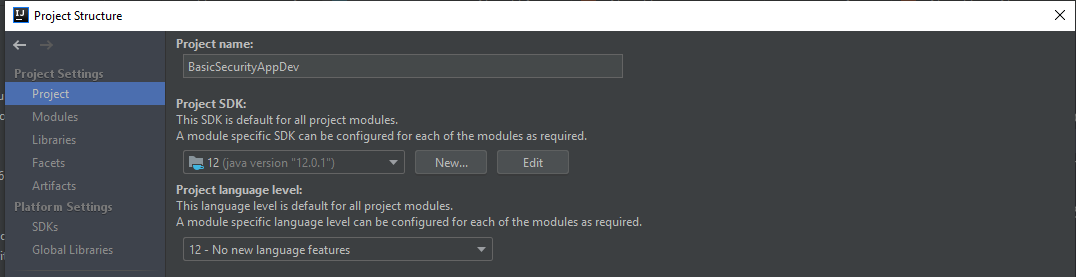 IJ Project Structure
Project Settings
Project
Modules
Libraries
Facets
Artifacts
Platform Settings
SDKs
Global Libraries
Project name:
BasicSecurityAppDev
Project SDK:
This SDK is default for all project modules.
A module specific SDK can be configured for each of the modules as required.
12 (java version "12.0.1")
New...
Edit
Project language level:
This language level is default for all project modules.
A module specific language level can be configured for each of the modules as required.
12 - No new language features